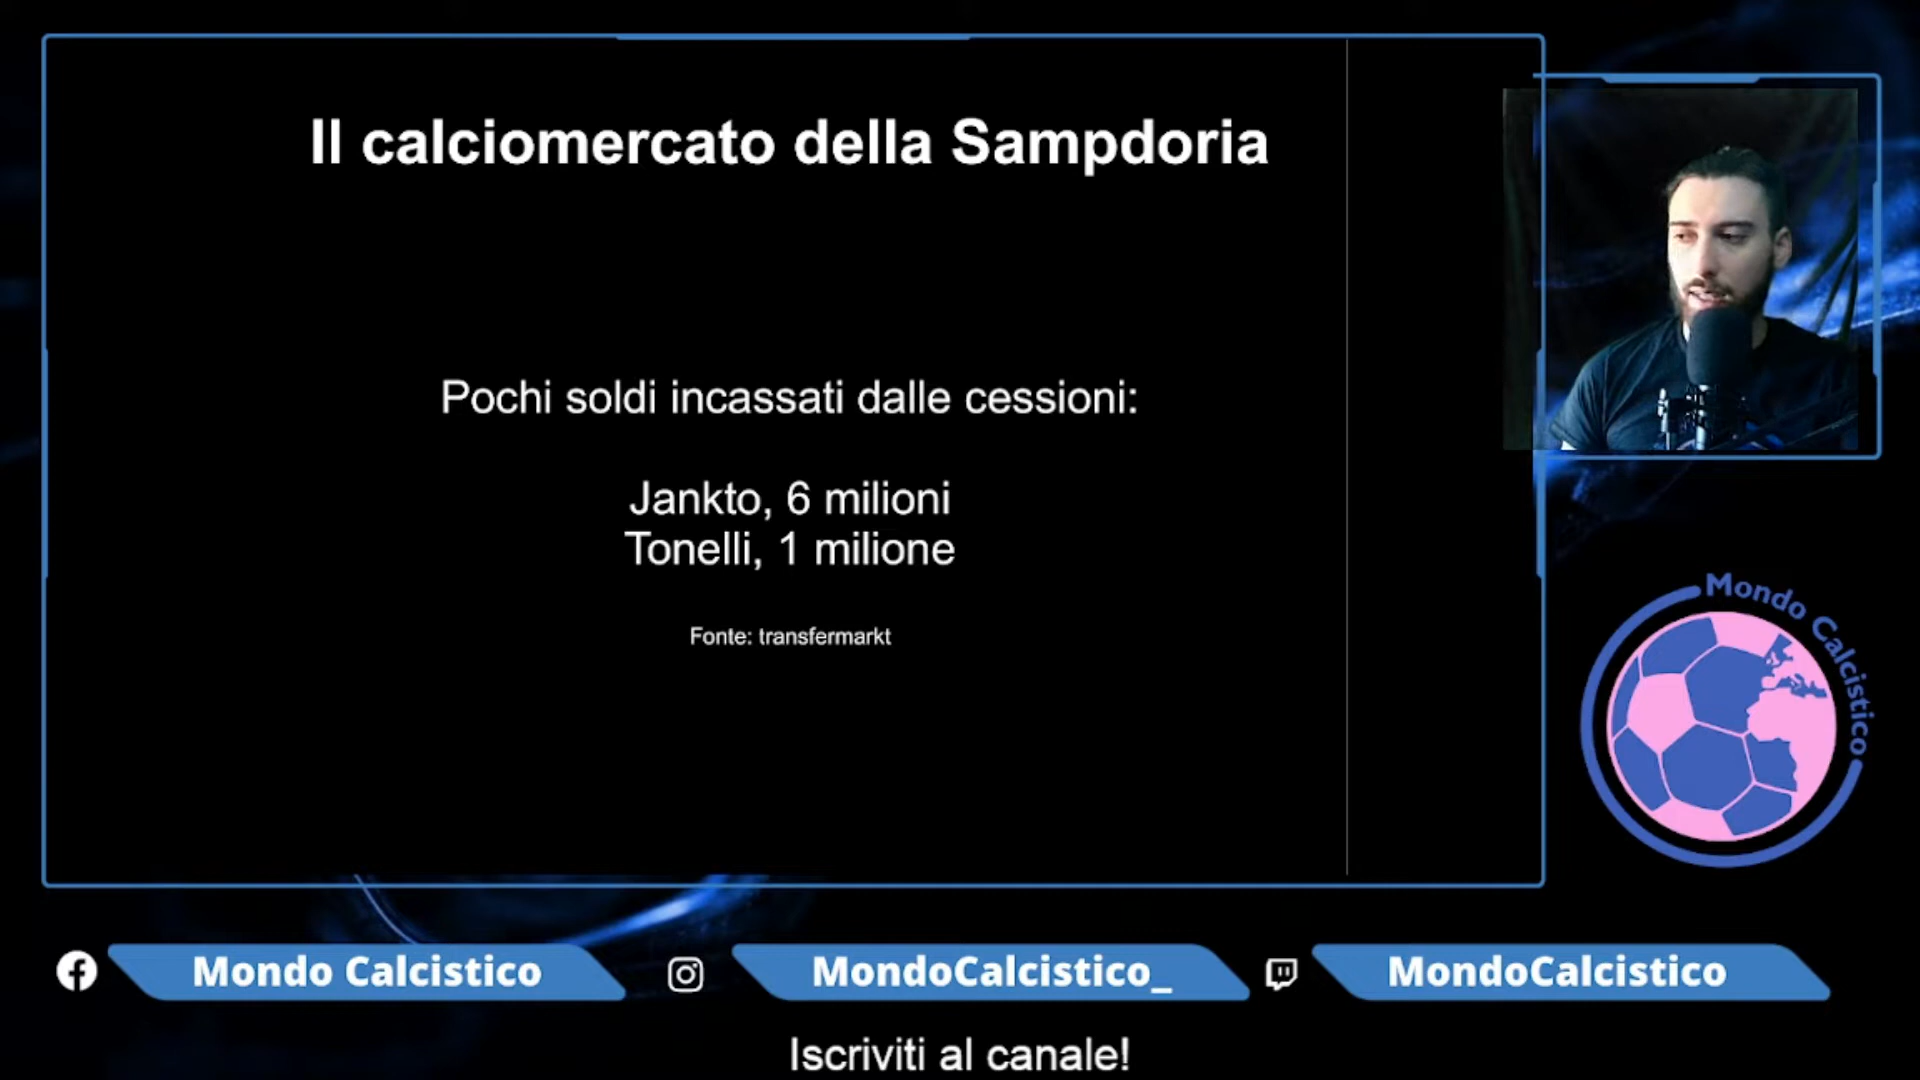 Il calciomercato della Sampdoria
Pochi soldi incassati dalle cessioni:
Jankto, 6 milioni
Tonelli, 1 milione
Fonte: transfermarkt
Mondo Calcistico
Mondo Calcistico
MondoCalcistico_
MondoCalcistico
Iscriviti al canale!